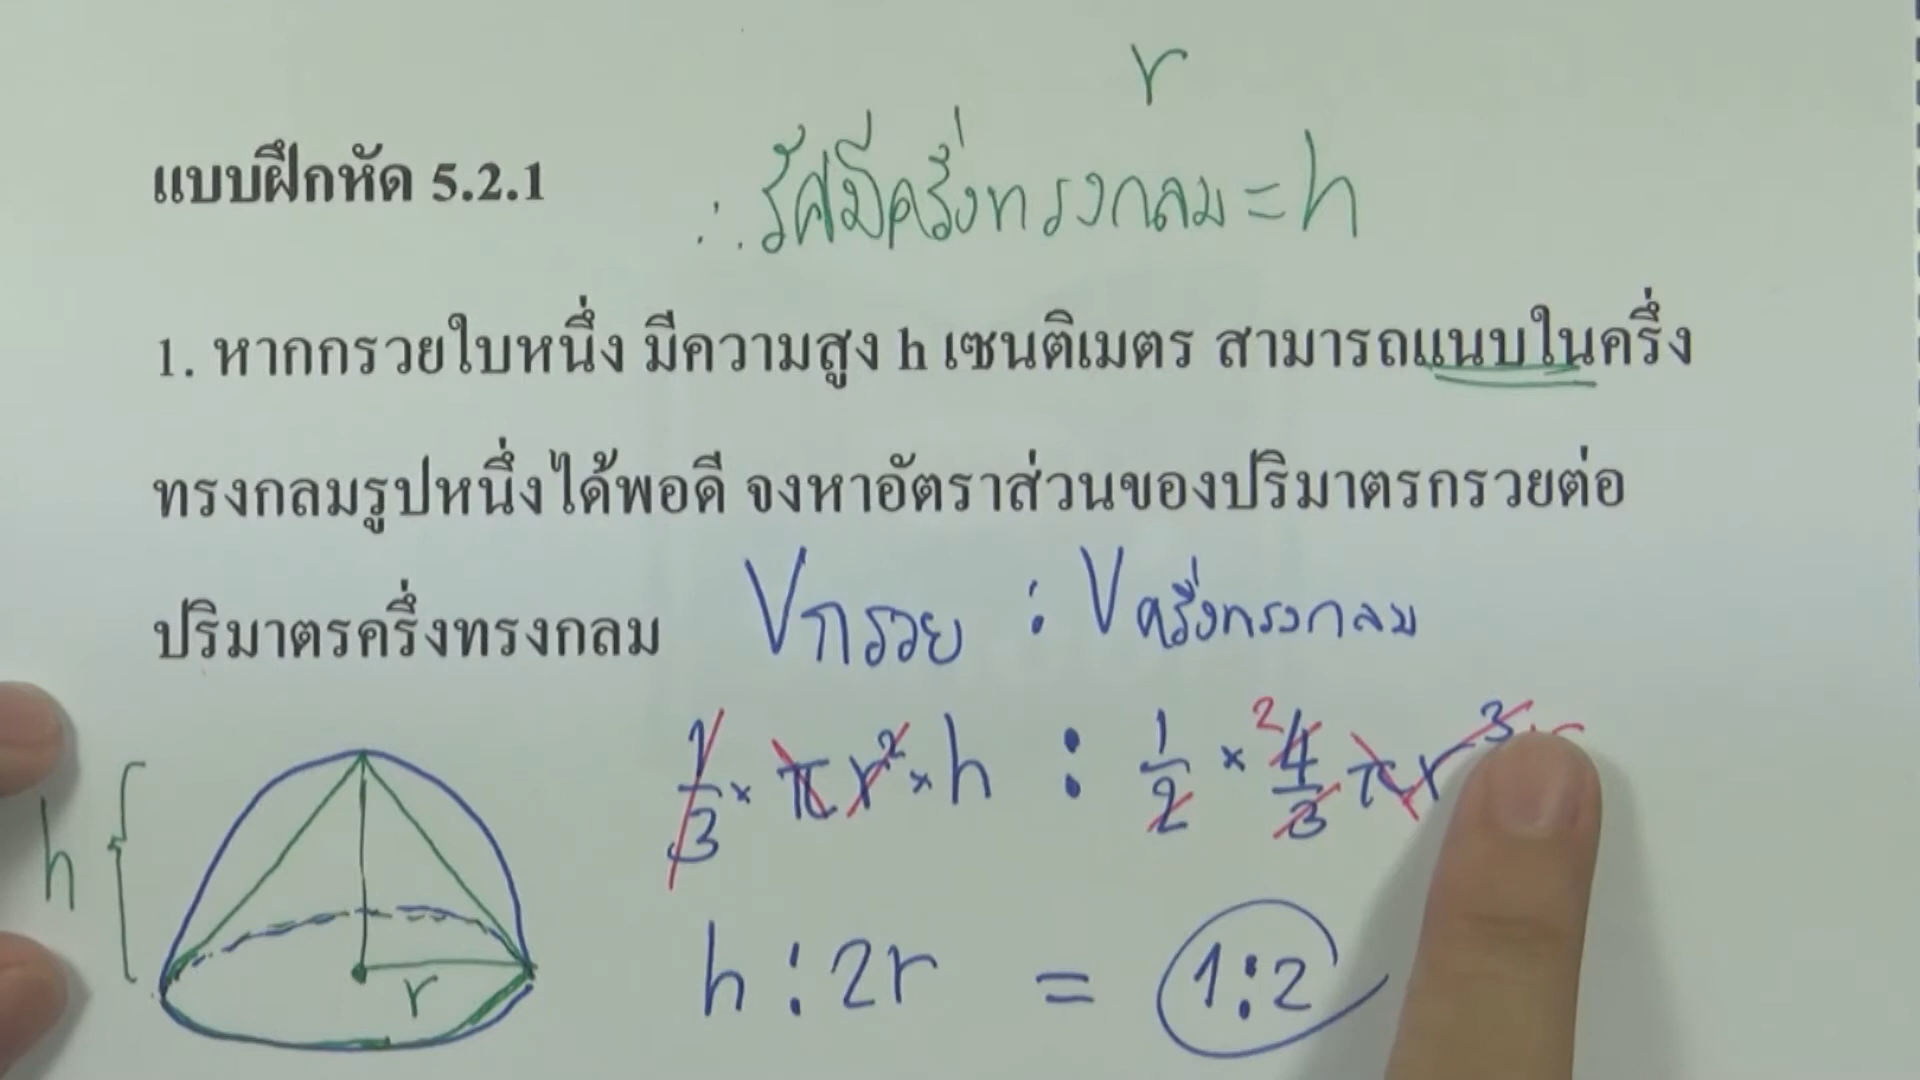 r
แบบฝึกหัด 5.2.1
∴ รัศมีครึ่งทรงกลม = h
1. หากกรวยใบหนึ่ง มีความสูง h เซนติเมตร สามารถแนบในครึ่ง
ทรงกลมรูปหนึ่งได้พอดี จงหาอัตราส่วนของปริมาตรกรวยต่อ
ปริมาตรครึ่งทรงกลม
V กรวย : V ครึ่งทรงกลม
1/3 × πr² × h : 1/2 × 4/3 πr³
2
h
r
h : 2r = 1:2